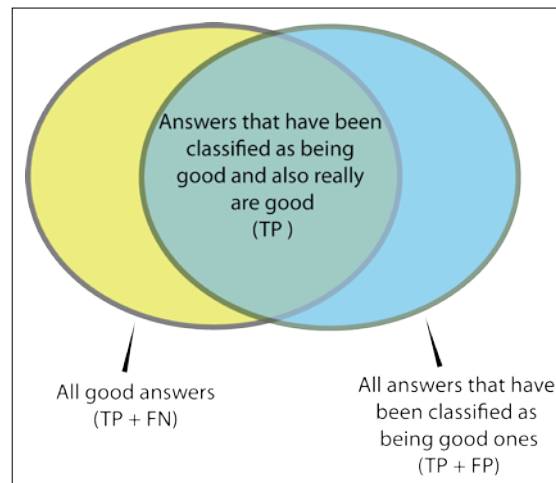 Answers that have been
classified as being
good and also really
are good
(TP )
All good answers
(TP + FN)
All answers that have
been classified as
being good ones
(TP + FP)